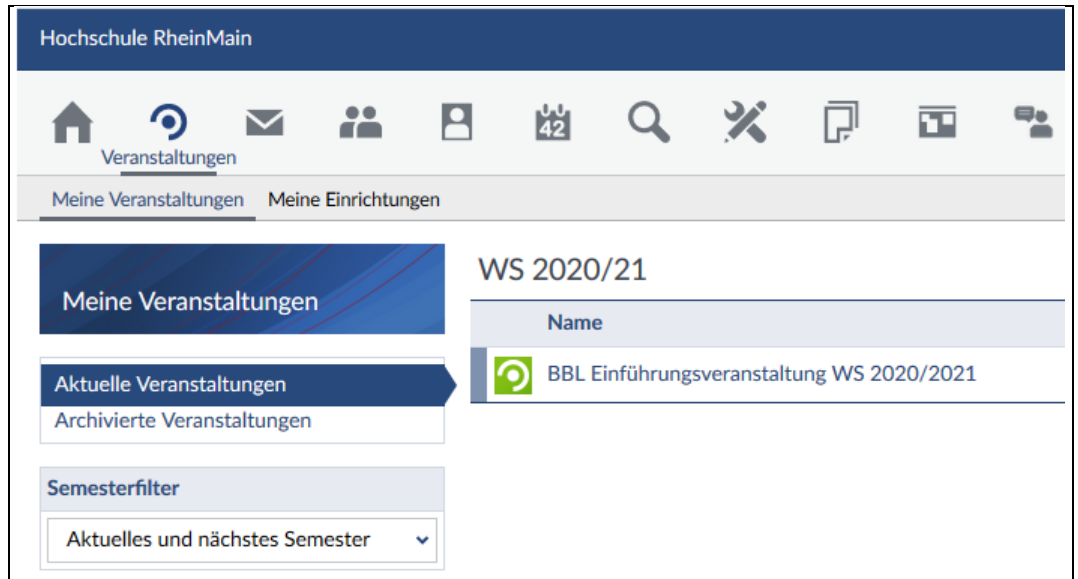 Hochschule RheinMain
42
Veranstaltungen
Meine Veranstaltungen Meine Einrichtungen
Meine Veranstaltungen
Aktuelle Veranstaltungen
Archivierte Veranstaltungen
Semesterfilter
Aktuelles und nächstes Semester
WS 2020/21
Name
BBL Einführungsveranstaltung WS 2020/2021